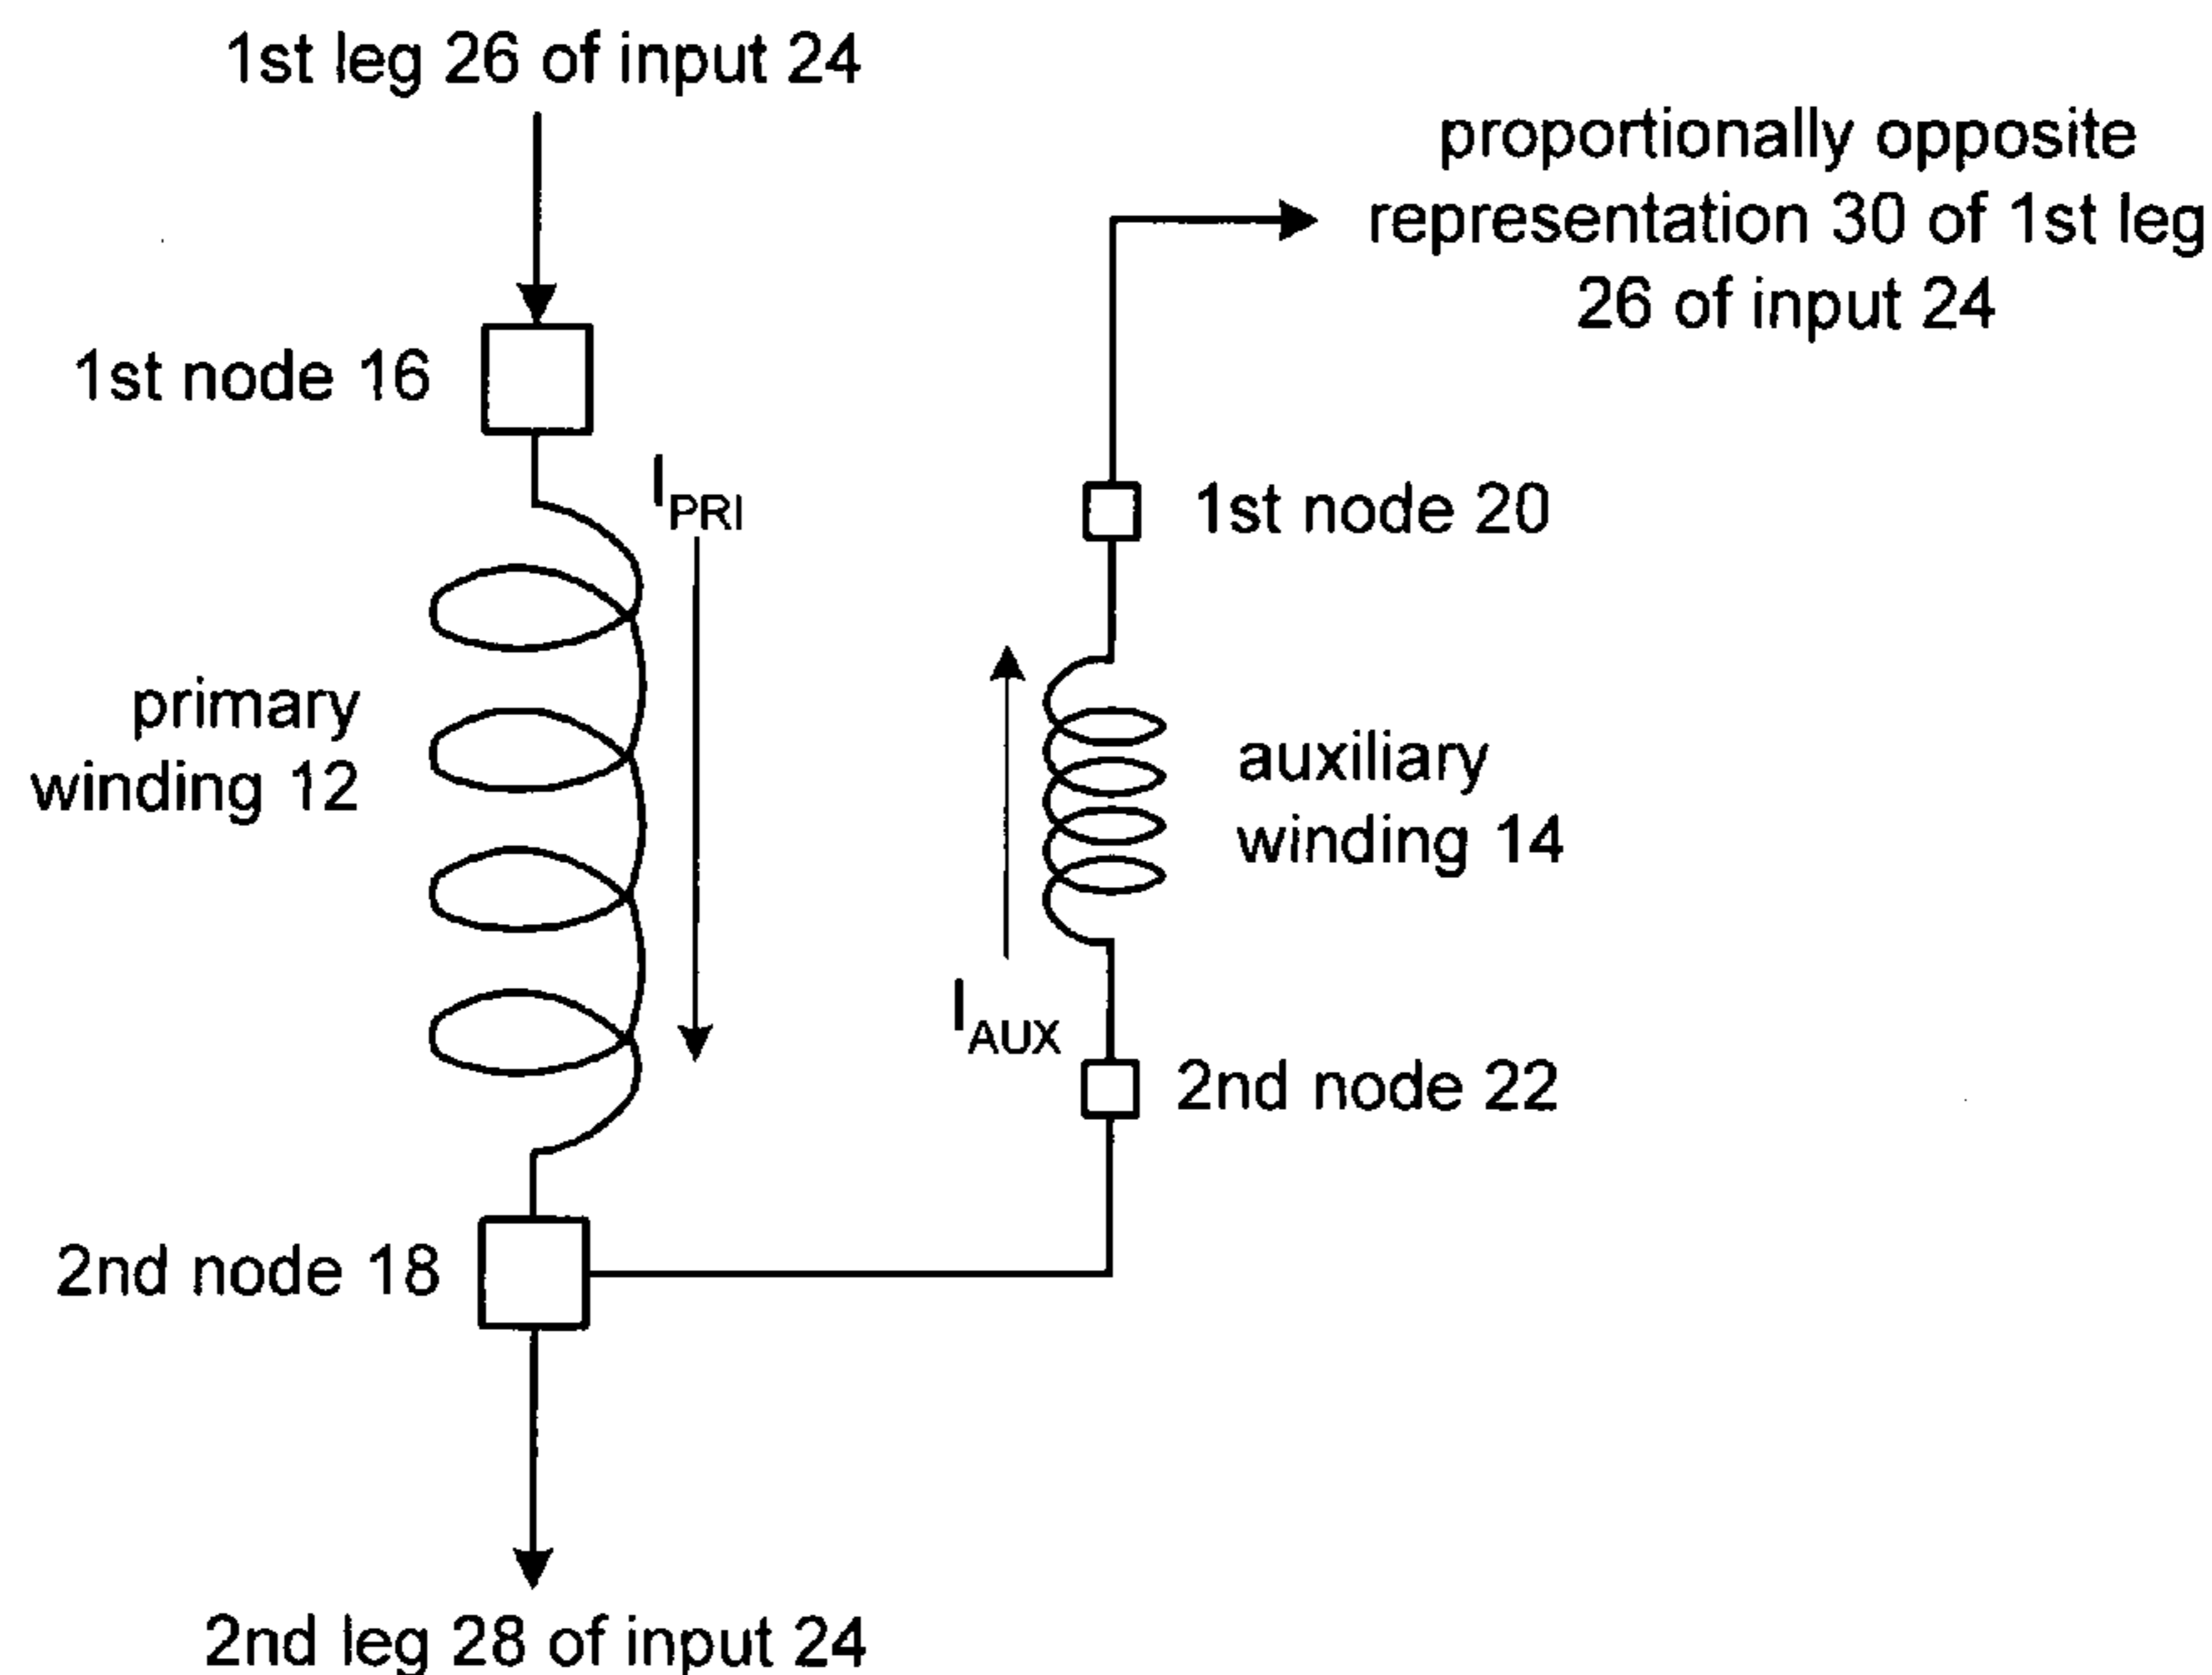 1st leg 26 of input 24
proportionally opposite
representation 30 of 1st leg
26 of input 24
1st node 16
I PRI
1st node 20
primary
winding 12
auxiliary
winding 14
I AUX
2nd node 22
2nd node 18
2nd leg 28 of input 24